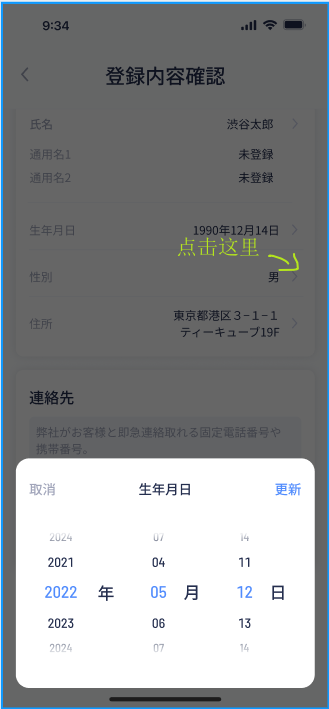 9:34
登録内容確認
氏名 渋谷太郎
通用名1 未登録
通用名2 未登録
生年月日 1990年12月14日
点击这里
性別 男
住所 東京都港区３−１−１
ティーキューブ19F
連絡先
弊社がお客様と即急連絡取れる固定電話番号や
携帯番号。
取消 生年月日 更新
2024 07 14
2021 04 11
2022 年 05 月 12 日
2023 06 13
2024 07 14